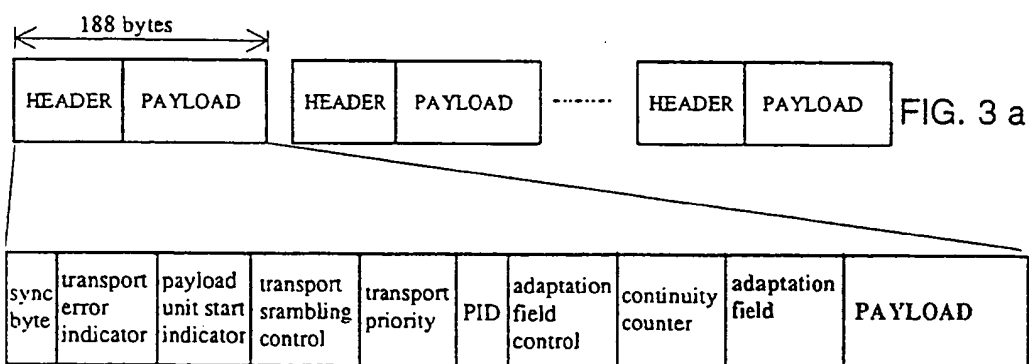 188 bytes
HEADER PAYLOAD HEADER PAYLOAD HEADER PAYLOAD
FIG. 3 a
sync
byte
transport
error
indicator
payload
unit start
indicator
transport
srambling
control
transport
priority
PID
adaptation
field
control
continuity
counter
adaptation
field
PAYLOAD